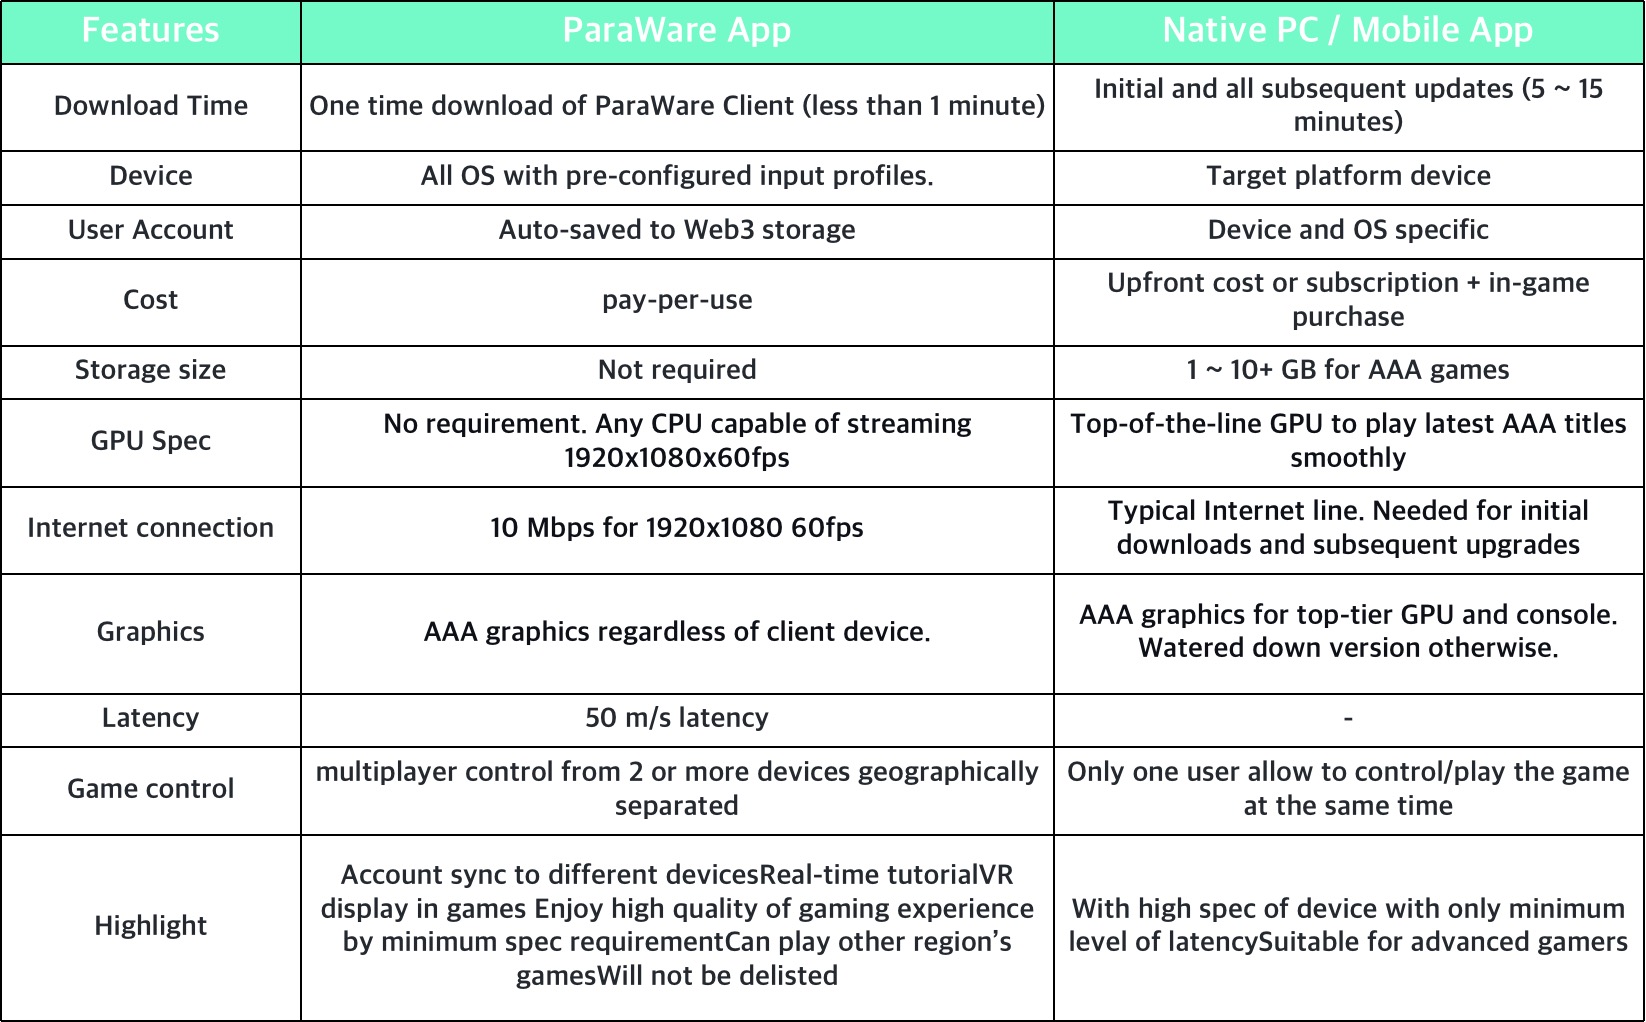 Features
ParaWare App
Native PC / Mobile App
Download Time
One time download of ParaWare Client (less than 1 minute)
Initial and all subsequent updates (5 ~ 15
minutes)
Device
All OS with pre-configured input profiles.
Target platform device
User Account
Auto-saved to Web3 storage
Device and OS specific
Cost
pay-per-use
Upfront cost or subscription + in-game
purchase
Storage size
Not required
1 ~ 10+ GB for AAA games
GPU Spec
No requirement. Any CPU capable of streaming
1920x1080x60fps
Top-of-the-line GPU to play latest AAA titles
smoothly
Internet connection
10 Mbps for 1920x1080 60fps
Typical Internet line. Needed for initial
downloads and subsequent upgrades
Graphics
AAA graphics regardless of client device.
AAA graphics for top-tier GPU and console.
Watered down version otherwise.
Latency
50 m/s latency
-
Game control
multiplayer control from 2 or more devices geographically
separated
Only one user allow to control/play the game
at the same time
Highlight
Account sync to different devicesReal-time tutorialVR
display in games Enjoy high quality of gaming experience
by minimum spec requirementCan play other region's
gamesWill not be delisted
With high spec of device with only minimum
level of latencySuitable for advanced gamers